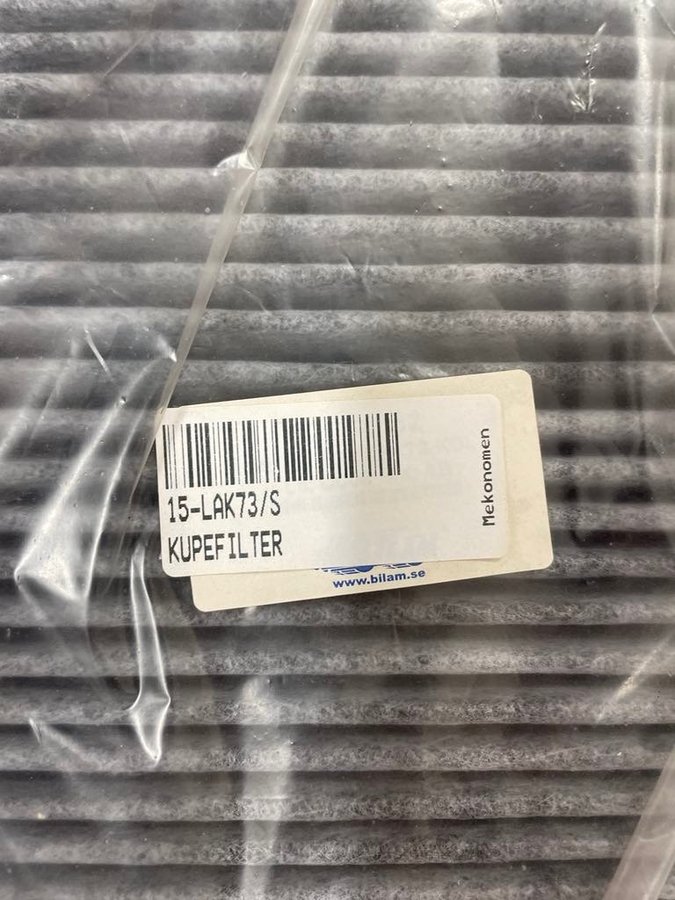 15-LAK73/S
KUPEFILTER
Mekonomen
www.bilam.se